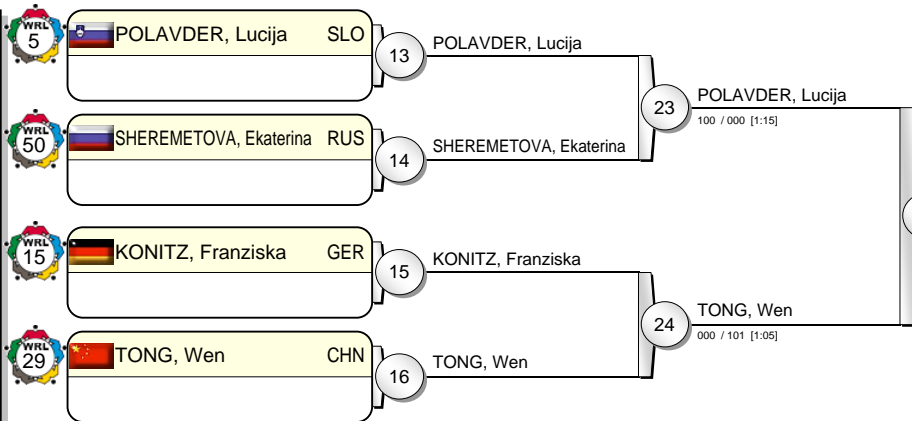 WRL
5
POLAVDER, Lucija SLO
13
POLAVDER, Lucija
23
POLAVDER, Lucija
100 / 000 [1:15]
WRL
50
SHEREMETOVA, Ekaterina RUS
14
SHEREMETOVA, Ekaterina
WRL
15
KONITZ, Franziska GER
15
KONITZ, Franziska
24
TONG, Wen
000 / 101 [1:05]
WRL
29
TONG, Wen CHN
16
TONG, Wen